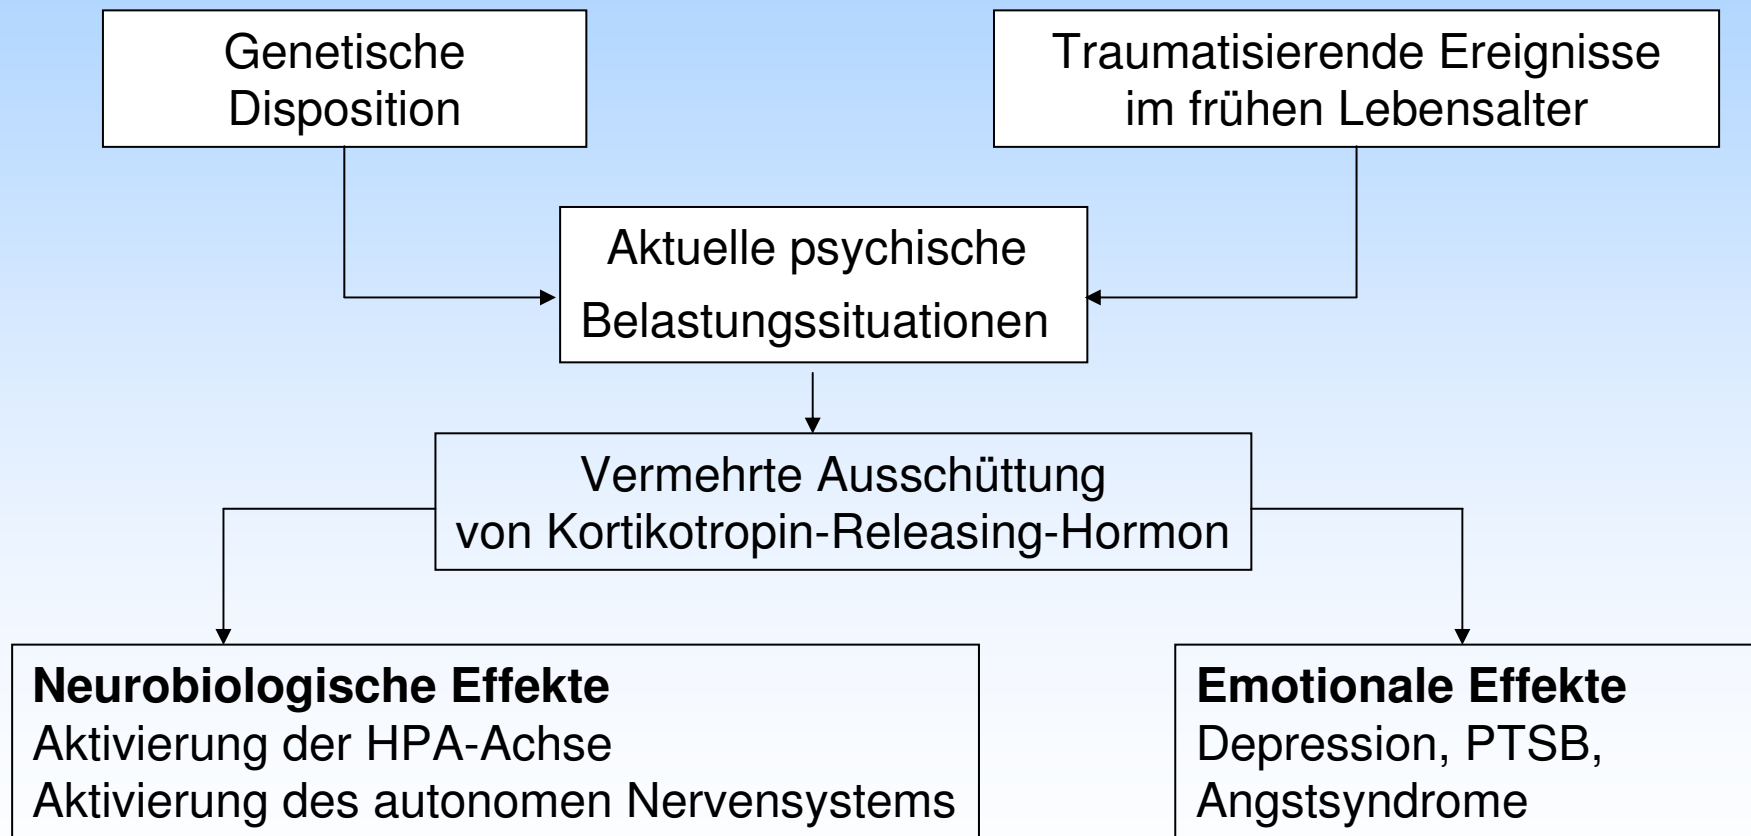 Genetische
Disposition
Traumatisierende Ereignisse
im frühen Lebensalter
Aktuelle psychische
Belastungssituationen
Vermehrte Ausschüttung
von Kortikotropin-Releasing-Hormon
Neurobiologische Effekte
Aktivierung der HPA-Achse
Aktivierung des autonomen Nervensystems
Emotionale Effekte
Depression, PTSB,
Angstsyndrome